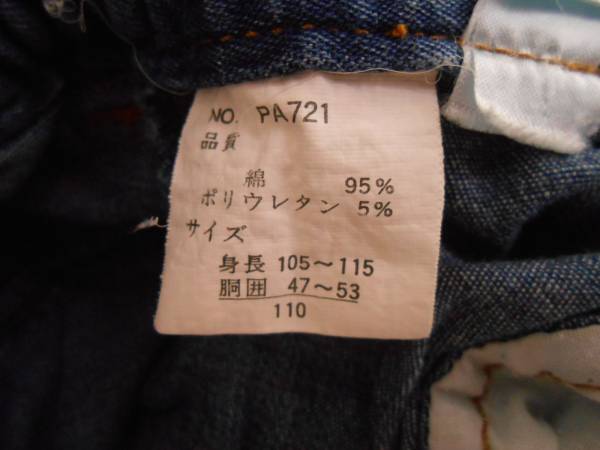 NO. PA721
品質
綿 95%
ポリウレタン 5%
サイズ
身長 105～115
胴囲 47～53
110